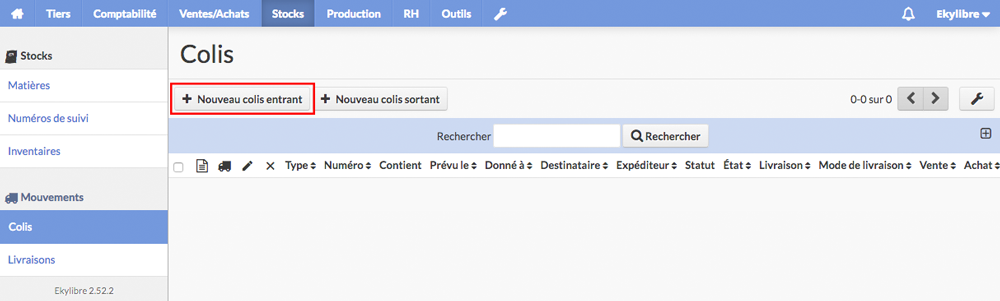 Tiers Comptabilité Ventes/Achats Stocks Production RH Outils Ekylibre
Stocks
Matières
Numéros de suivi
Inventaires
Mouvements
Colis
Livraisons
Ekylibre 2.52.2
Colis
Nouveau colis entrant Nouveau colis sortant 0-0 sur 0
Rechercher Rechercher
Type Numéro Contient Prévu le Donné à Destinataire Expéditeur Statut État Livraison Mode de livraison Vente Achat